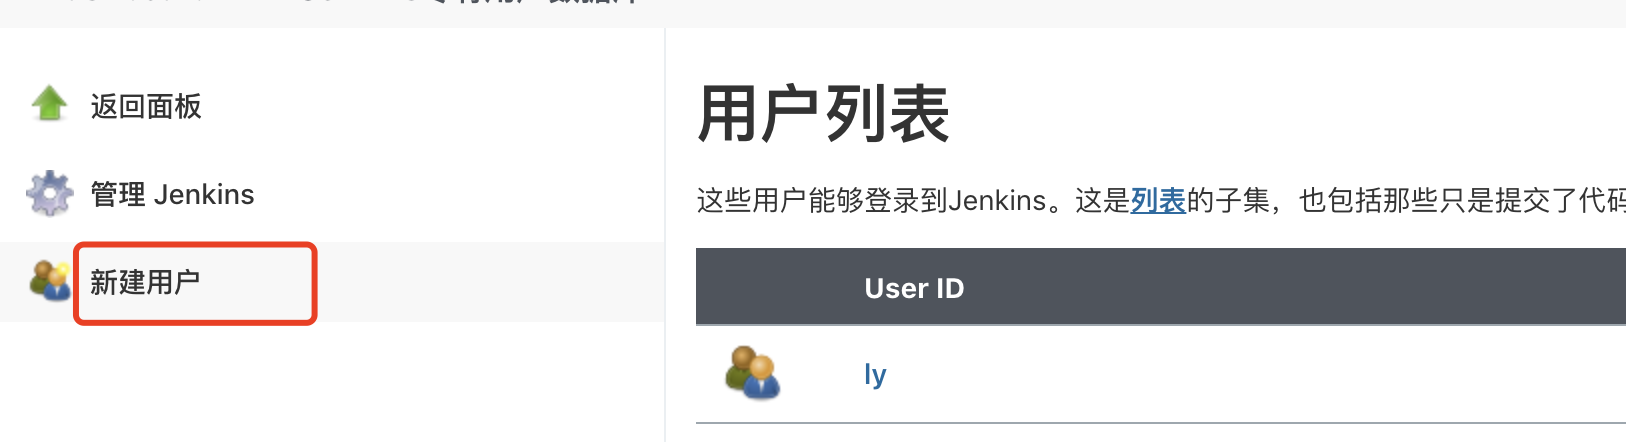 返回面板
管理 Jenkins
新建用户
用户列表
这些用户能够登录到Jenkins。这是列表的子集，也包括那些只是提交了代码
User ID
ly